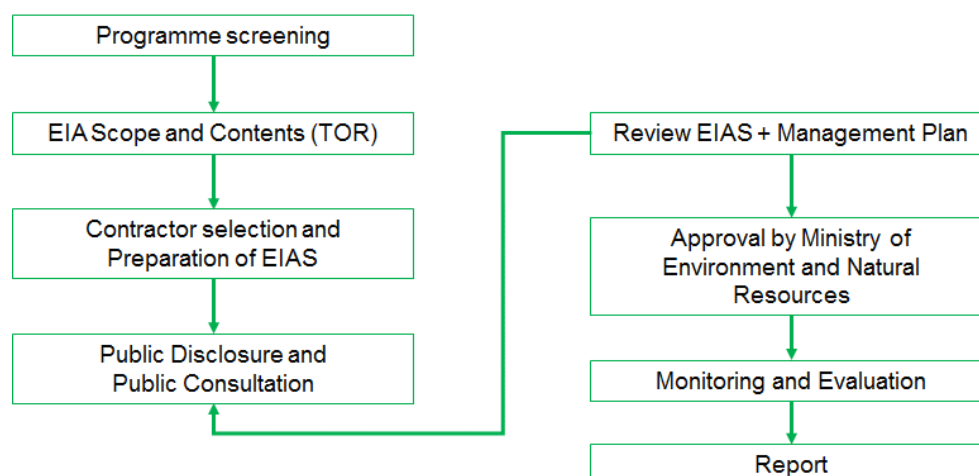 Programme screening
EIA Scope and Contents (TOR)
Contractor selection and
Preparation of EIAS
Public Disclosure and
Public Consultation
Review EIAS + Management Plan
Approval by Ministry of
Environment and Natural
Resources
Monitoring and Evaluation
Report